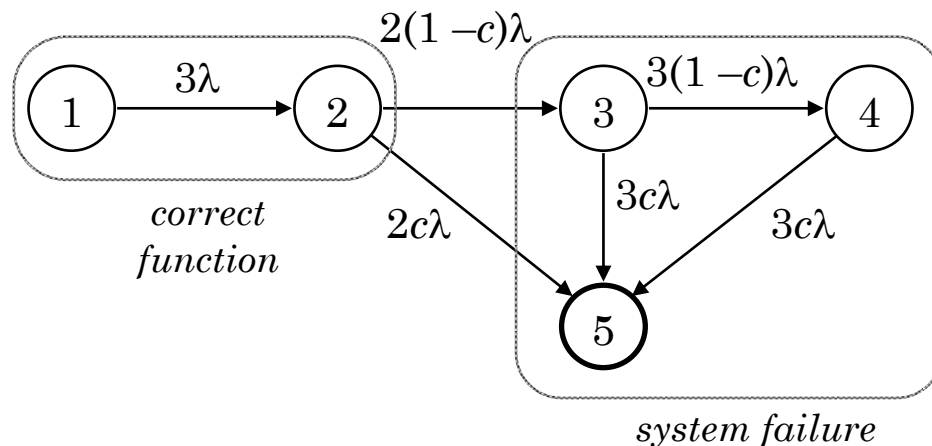 2(1 –c)λ
3λ
3(1 –c)λ
1
2
3
4
2cλ
3cλ
3cλ
correct
function
5
system failure